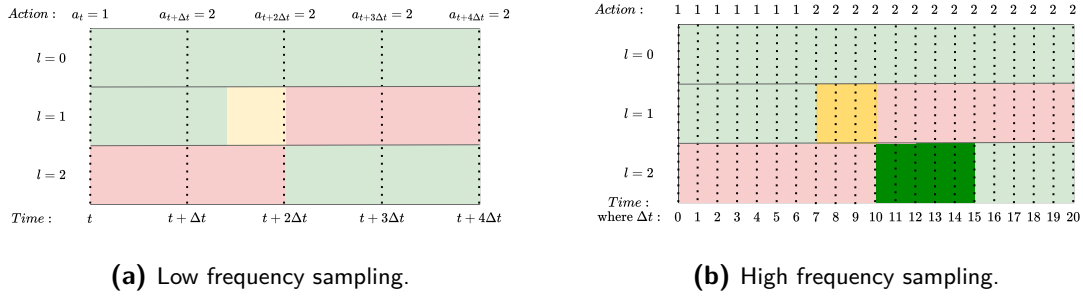 Action : a_t = 1 a_{t+Δt} = 2 a_{t+2Δt} = 2 a_{t+3Δt} = 2 a_{t+4Δt} = 2
l = 0
l = 1
l = 2
Time : t t + Δt t + 2Δt t + 3Δt t + 4Δt
(a) Low frequency sampling.
Action : 1 1 1 1 1 1 1 2 2 2 2 2 2 2 2 2 2 2 2 2 2
l = 0
l = 1
l = 2
Time :
where Δt : 0 1 2 3 4 5 6 7 8 9 10 11 12 13 14 15 16 17 18 19 20
(b) High frequency sampling.